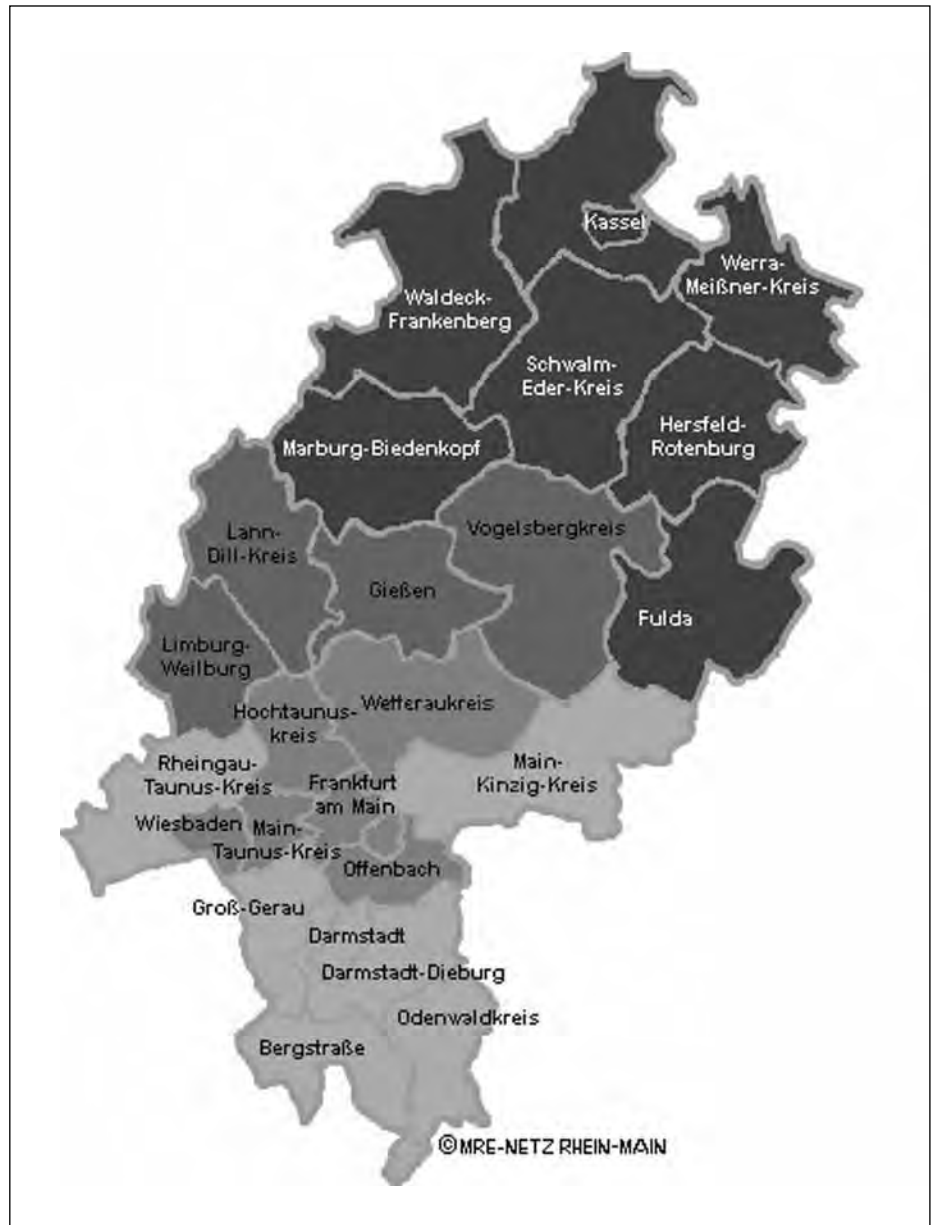 Kassel
Werra-
Meißner-Kreis
Waldeck-
Frankenberg
Schwalm-
Eder-Kreis
Hersfeld-
Rotenburg
Marburg-Biedenkopf
Vogelsbergkreis
Lann-
Dill-Kreis
Gießen
Fulda
Limburg-
Weilburg
Hochtaunus-
kreis
Wetteraukreis
Rheingau-
Taunus-Kreis
Frankfurt
am Main
Main-
Kinzig-Kreis
Wiesbaden
Main-
Taunus-Kreis
Offenbach
Groß-Gerau
Darmstadt
Darmstadt-Dieburg
Odenwaldkreis
Bergstraße
©MRE-NETZ RHEIN-MAIN